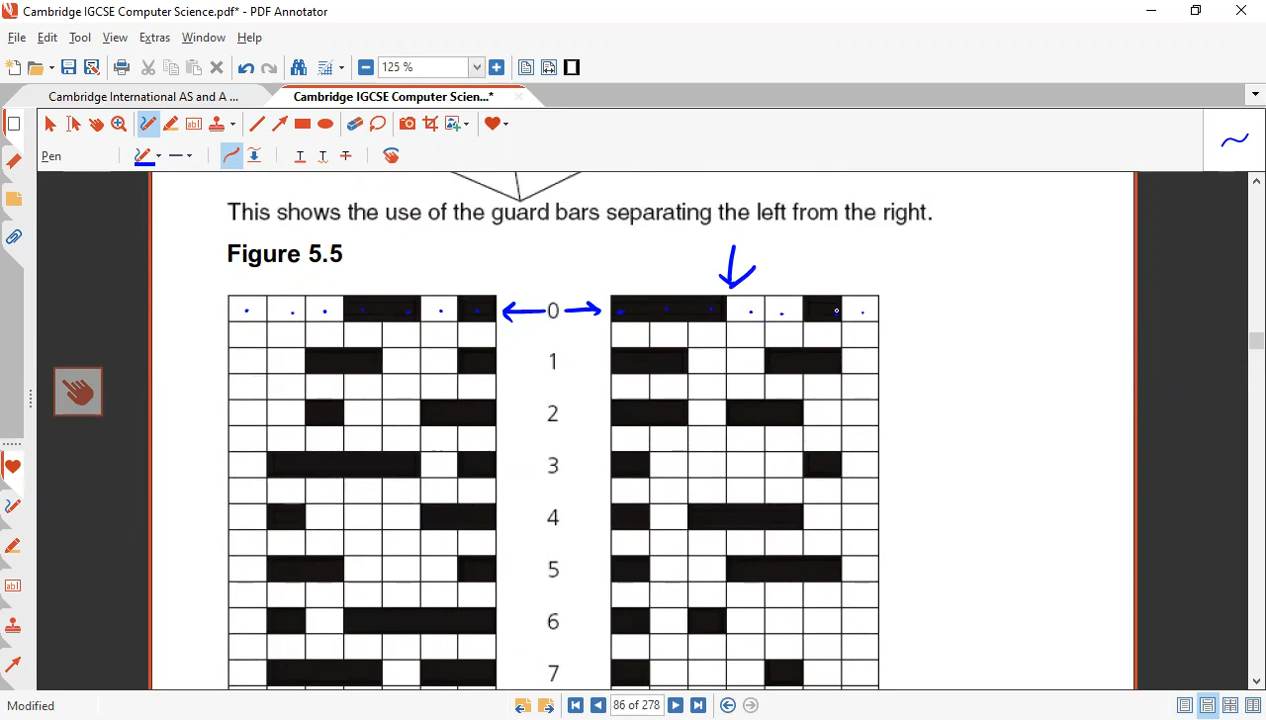 Cambridge IGCSE Computer Science.pdf* - PDF Annotator
File Edit Tool View Extras Window Help
125 %
Cambridge International AS and A ...
Cambridge IGCSE Computer Scien...*
Pen
This shows the use of the guard bars separating the left from the right.
Figure 5.5
0
1
2
3
4
5
6
7
Modified
86 of 278